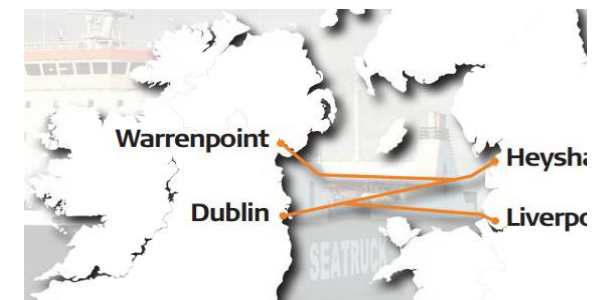 Warrenpoint
Heysha
Dublin
Liverpo
SEATRUCK